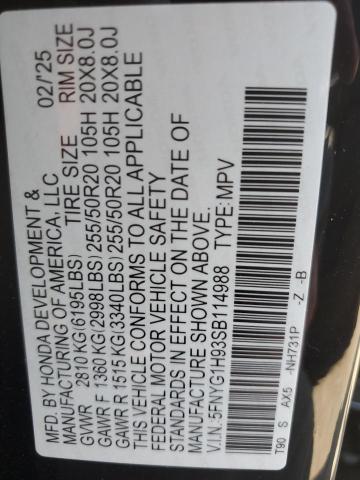 MFD. BY HONDA DEVELOPMENT & 02/'25
MANUFACTURING OF AMERICA, LLC
TIRE SIZE RIM SIZE
GVWR 2810 KG(6195LBS)
GAWR F 1360 KG(2998LBS) 255/50R20 105H 20X8.0J
GAWR R 1515 KG(3340LBS) 255/50R20 105H 20X8.0J
THIS VEHICLE CONFORMS TO ALL APPLICABLE
FEDERAL MOTOR VEHICLE SAFETY
STANDARDS IN EFFECT ON THE DATE OF
MANUFACTURE SHOWN ABOVE.
V.I.N.:5FNYG1H93SB114988 TYPE: MPV
T90 S AX5 -NH731P -Z -B